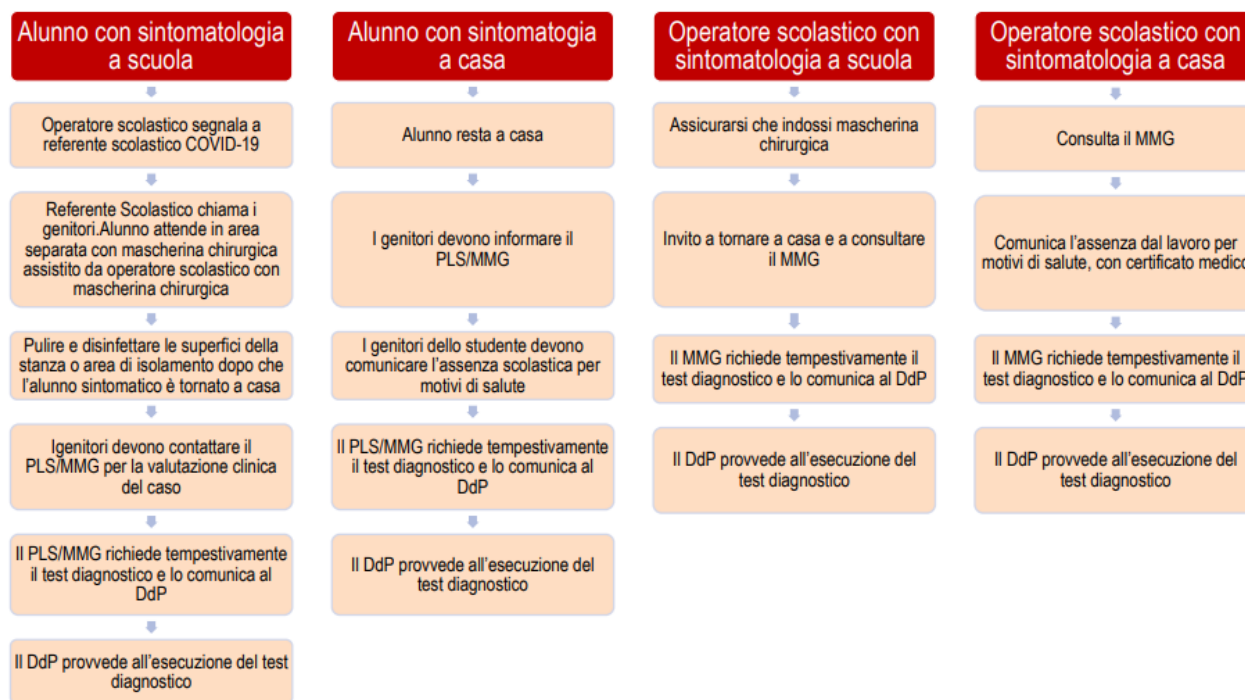 Alunno con sintomatologia
a scuola
Operatore scolastico segnala a
referente scolastico COVID-19
Referente Scolastico chiama i
genitori.Alunno attende in area
separata con mascherina chirurgica
assistito da operatore scolastico con
mascherina chirurgica
Pulire e disinfettare le superfici della
stanza o area di isolamento dopo che
l'alunno sintomatico è tornato a casa
Igenitori devono contattare il
PLS/MMG per la valutazione clinica
del caso
Il PLS/MMG richiede tempestivamente
il test diagnostico e lo comunica al
DdP
Il DdP provvede all'esecuzione del test
diagnostico
Alunno con sintomatogia
a casa
Alunno resta a casa
I genitori devono informare il
PLS/MMG
I genitori dello studente devono
comunicare l'assenza scolastica per
motivi di salute
Il PLS/MMG richiede tempestivamente
il test diagnostico e lo comunica al
DdP
Il DdP provvede all'esecuzione del
test diagnostico
Operatore scolastico con
sintomatologia a scuola
Assicurarsi che indossi mascherina
chirurgica
Invito a tornare a casa e a consultare
il MMG
Il MMG richiede tempestivamente il
test diagnostico e lo comunica al DdP
Il DdP provvede all'esecuzione del
test diagnostico
Operatore scolastico con
sintomatologia a casa
Consulta il MMG
Comunica l'assenza dal lavoro per
motivi di salute, con certificato medico
Il MMG richiede tempestivamente il
test diagnostico e lo comunica al DdP
Il DdP provvede all'esecuzione del
test diagnostico